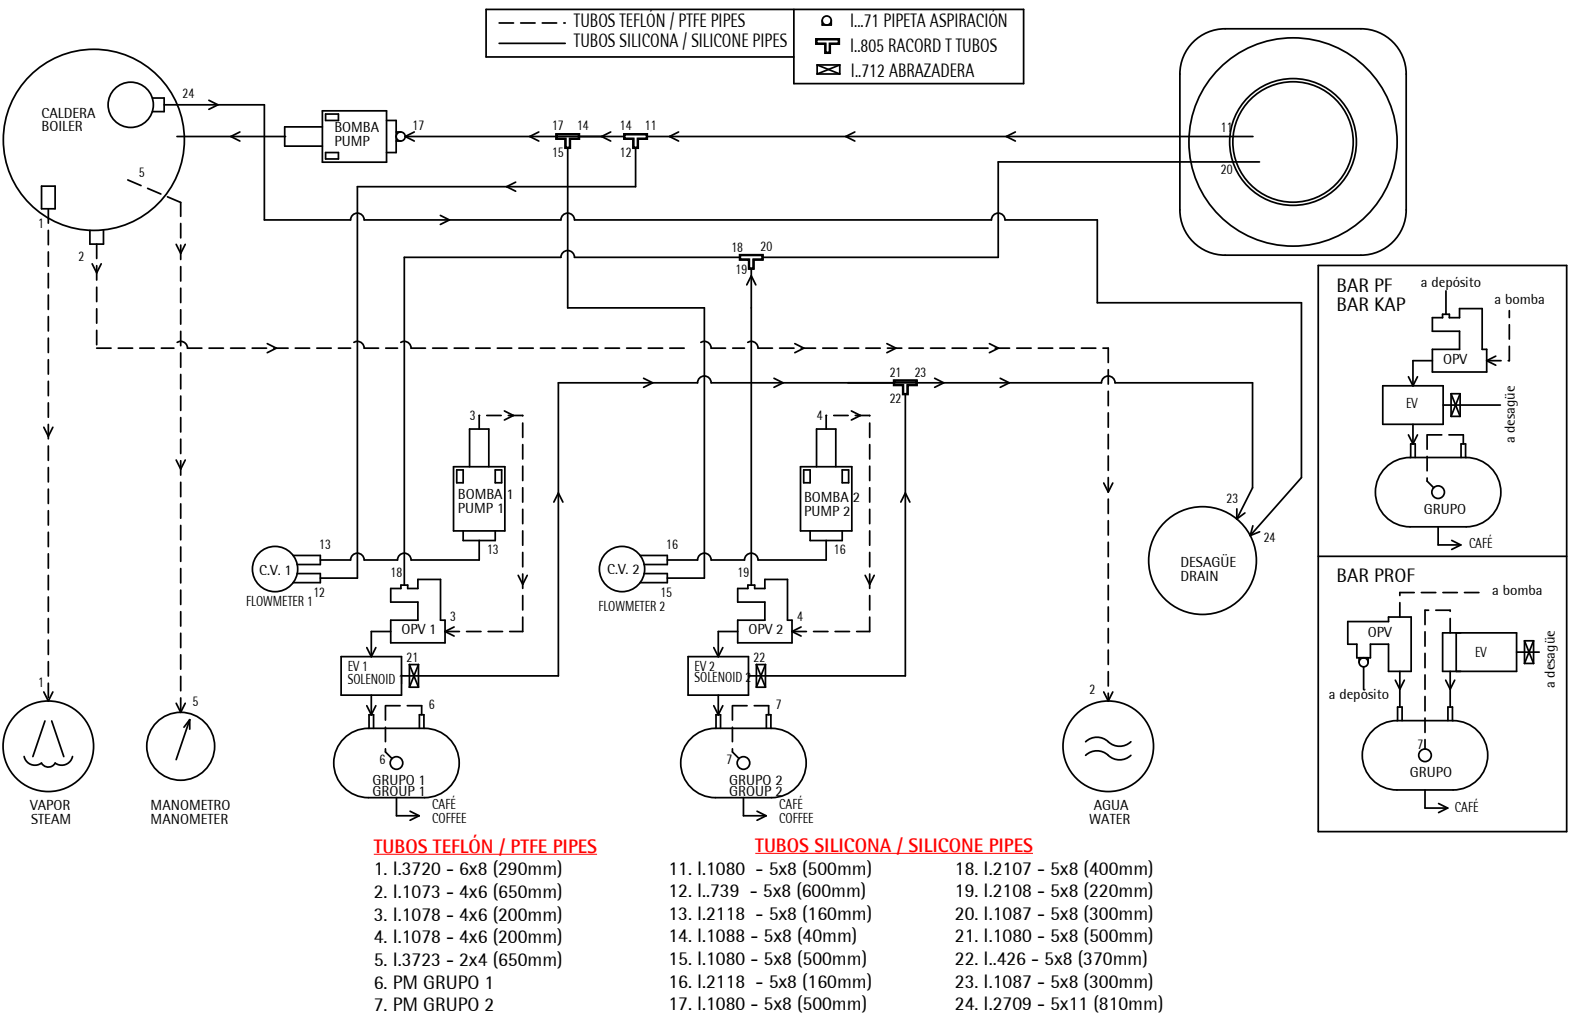 TUBOS TEFLÓN / PTFE PIPES
TUBOS SILICONA / SILICONE PIPES
I...71 PIPETA ASPIRACIÓN
I..805 RACORD T TUBOS
I..712 ABRAZADERA
CALDERA
BOILER
24
5
1
2
BOMBA
PUMP
17
17
14
15
14
11
12
11
20
18
20
19
21
23
22
3
BOMBA 1
PUMP 1
13
13
C.V. 1
12
FLOWMETER 1
18
OPV 1
3
EV 1
SOLENOID
21
6
6
GRUPO 1
GROUP 1
CAFÉ
COFFEE
4
BOMBA 2
PUMP 2
16
16
C.V. 2
15
FLOWMETER 2
19
OPV 2
4
EV 2
SOLENOID 2
22
7
7
GRUPO 2
GROUP 2
CAFÉ
COFFEE
23
24
DESAGÜE
DRAIN
1
VAPOR
STEAM
5
MANOMETRO
MANOMETER
2
AGUA
WATER
BAR PF
BAR KAP
a depósito
a bomba
OPV
EV
a desagüe
GRUPO
CAFÉ
BAR PROF
a bomba
OPV
EV
a desagüe
a depósito
7
GRUPO
CAFÉ
TUBOS TEFLÓN / PTFE PIPES
1. I.3720 - 6x8 (290mm)
2. I.1073 - 4x6 (650mm)
3. I.1078 - 4x6 (200mm)
4. I.1078 - 4x6 (200mm)
5. I.3723 - 2x4 (650mm)
6. PM GRUPO 1
7. PM GRUPO 2
TUBOS SILICONA / SILICONE PIPES
11. I.1080 - 5x8 (500mm)
12. I..739 - 5x8 (600mm)
13. I.2118 - 5x8 (160mm)
14. I.1088 - 5x8 (40mm)
15. I.1080 - 5x8 (500mm)
16. I.2118 - 5x8 (160mm)
17. I.1080 - 5x8 (500mm)
18. I.2107 - 5x8 (400mm)
19. I.2108 - 5x8 (220mm)
20. I.1087 - 5x8 (300mm)
21. I.1080 - 5x8 (500mm)
22. I..426 - 5x8 (370mm)
23. I.1087 - 5x8 (300mm)
24. I.2709 - 5x11 (810mm)